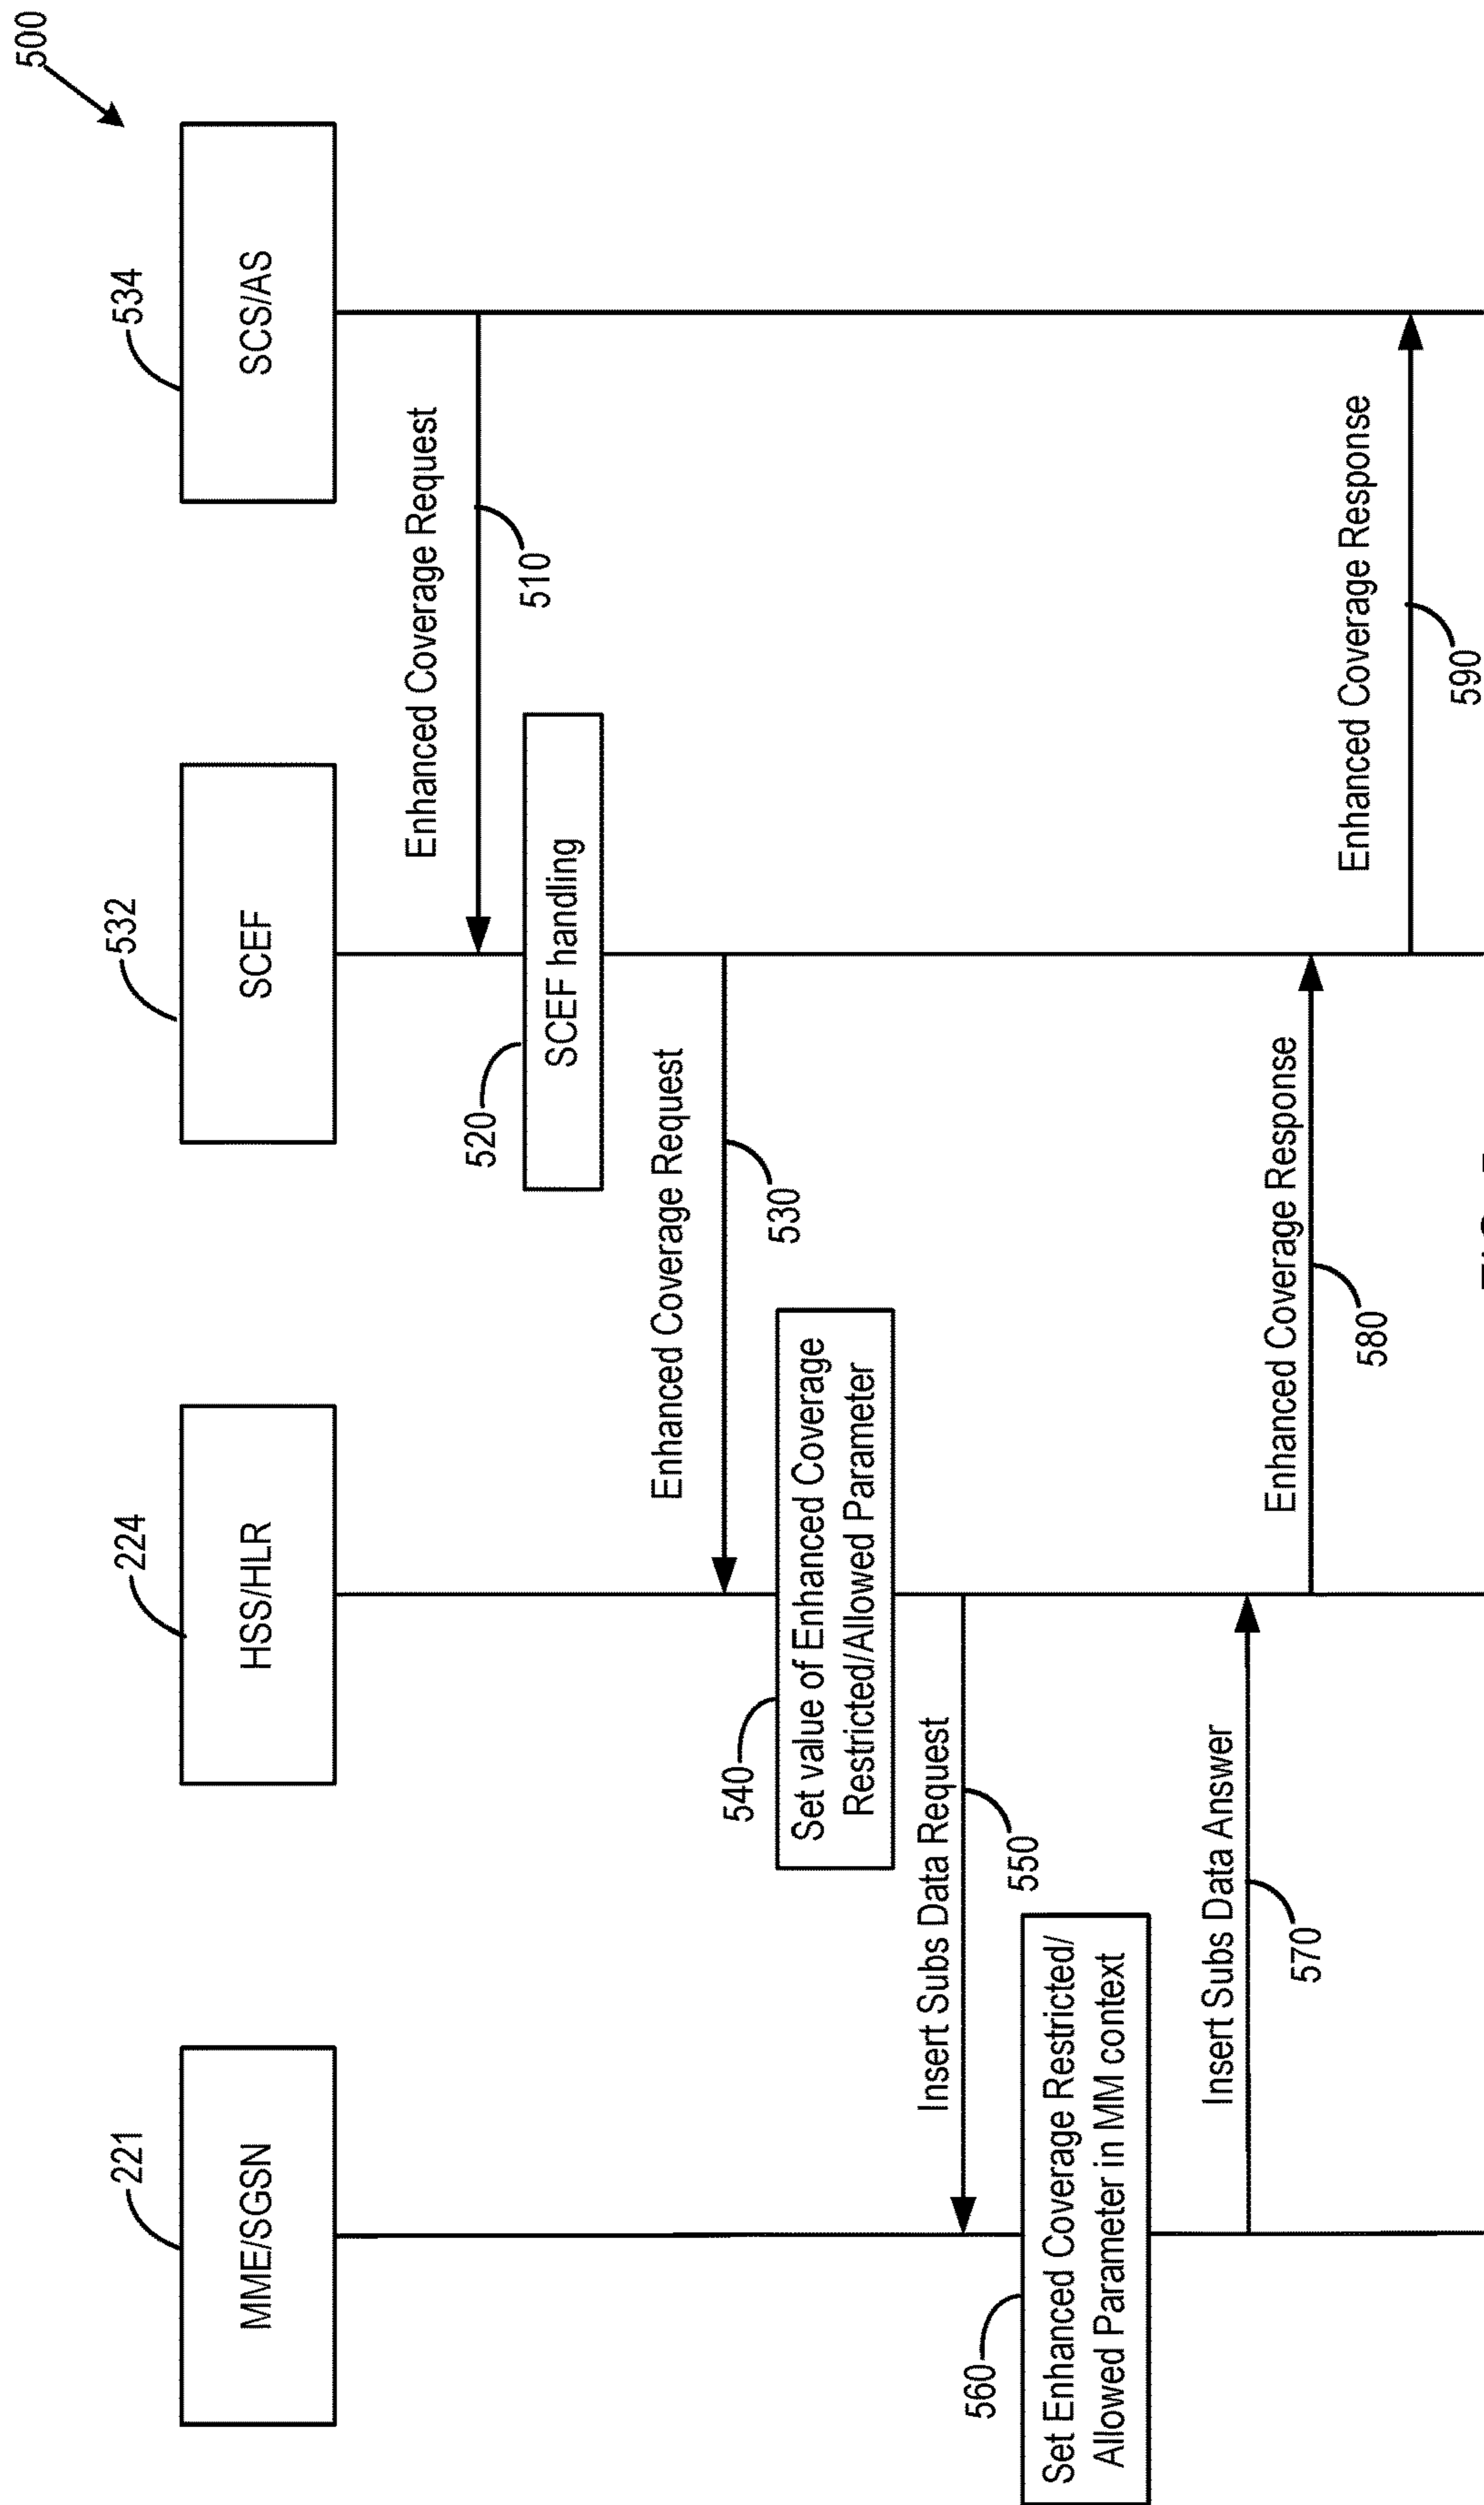 500
221
224
532
534
MME/SGSN
HSS/HLR
SCEF
SCS/AS
Enhanced Coverage Request
510
520
SCEF handling
Enhanced Coverage Request
530
540
Set value of Enhanced Coverage
Restricted/Allowed Parameter
Insert Subs Data Request
550
560
Set Enhanced Coverage Restricted/
Allowed Parameter in MM context
Insert Subs Data Answer
570
Enhanced Coverage Response
580
Enhanced Coverage Response
590